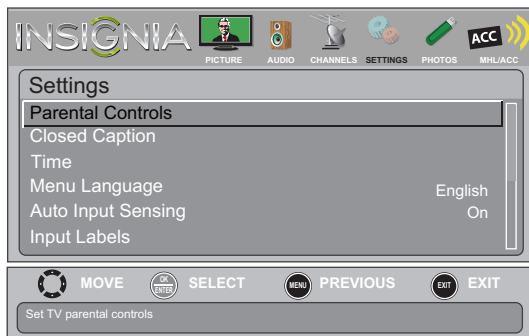 INSIGNIA
PICTURE AUDIO CHANNELS SETTINGS PHOTOS MHL/ACC
ACC
Settings
Parental Controls
Closed Caption
Time
Menu Language English
Auto Input Sensing On
Input Labels
MOVE OK ENTER SELECT MENU PREVIOUS EXIT EXIT
Set TV parental controls